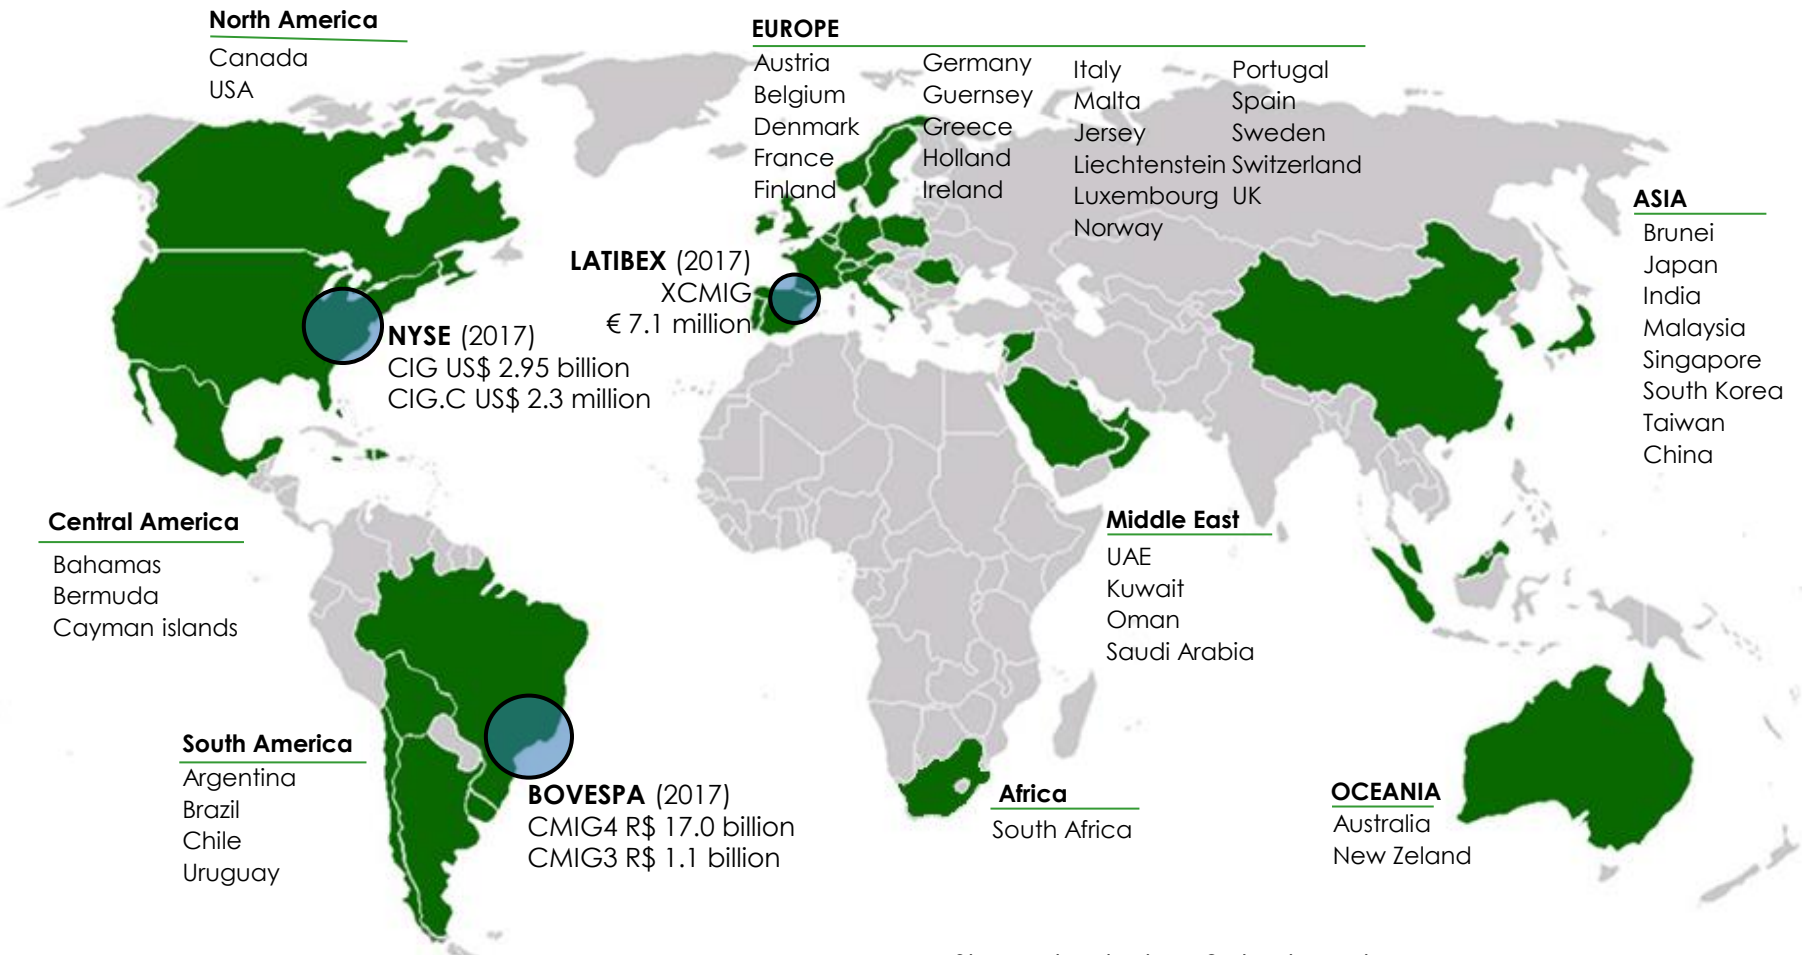 North America
Canada
USA
EUROPE
Austria
Belgium
Denmark
France
Finland
Germany
Guernsey
Greece
Holland
Ireland
Italy
Malta
Jersey
Liechtenstein
Luxembourg
Norway
Portugal
Spain
Sweden
Switzerland
UK
ASIA
Brunei
Japan
India
Malaysia
Singapore
South Korea
Taiwan
China
LATIBEX (2017)
XCMIG
€ 7.1 million
NYSE (2017)
CIG US$ 2.95 billion
CIG.C US$ 2.3 million
Central America
Bahamas
Bermuda
Cayman islands
Middle East
UAE
Kuwait
Oman
Saudi Arabia
South America
Argentina
Brazil
Chile
Uruguay
BOVESPA (2017)
CMIG4 R$ 17.0 billion
CMIG3 R$ 1.1 billion
Africa
South Africa
OCEANIA
Australia
New Zeland